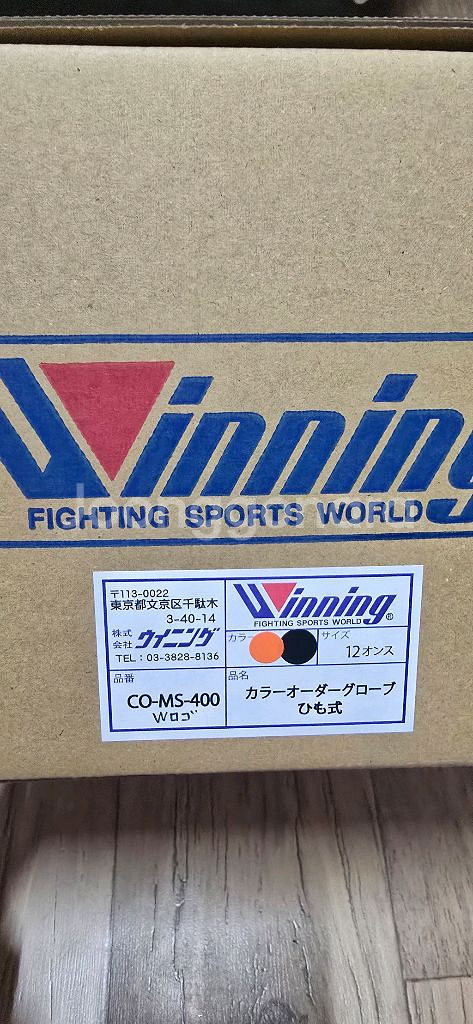 Winning
FIGHTING SPORTS WORLD
〒113-0022
東京都文京区千駄木
3-40-14
株式会社 ウイニング
TEL: 03-3828-8136
Winning®
FIGHTING SPORTS WORLD
カラー
サイズ
12オンス
品番
CO-MS-400
Wロゴ
品名
カラーオーダーグローブ
ひも式